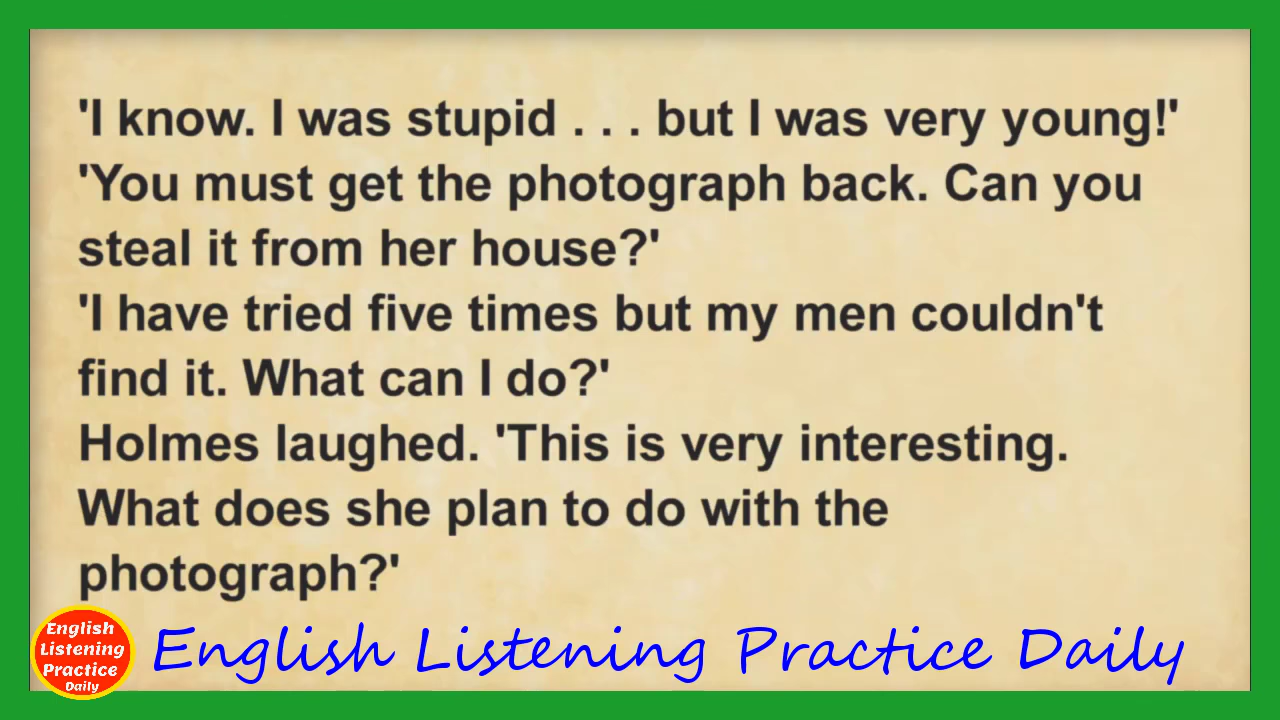 'I know. I was stupid . . . but I was very young!'
'You must get the photograph back. Can you
steal it from her house?'
'I have tried five times but my men couldn't
find it. What can I do?'
Holmes laughed. 'This is very interesting.
What does she plan to do with the
photograph?'
English
Listening
Practice
Daily
English Listening Practice Daily